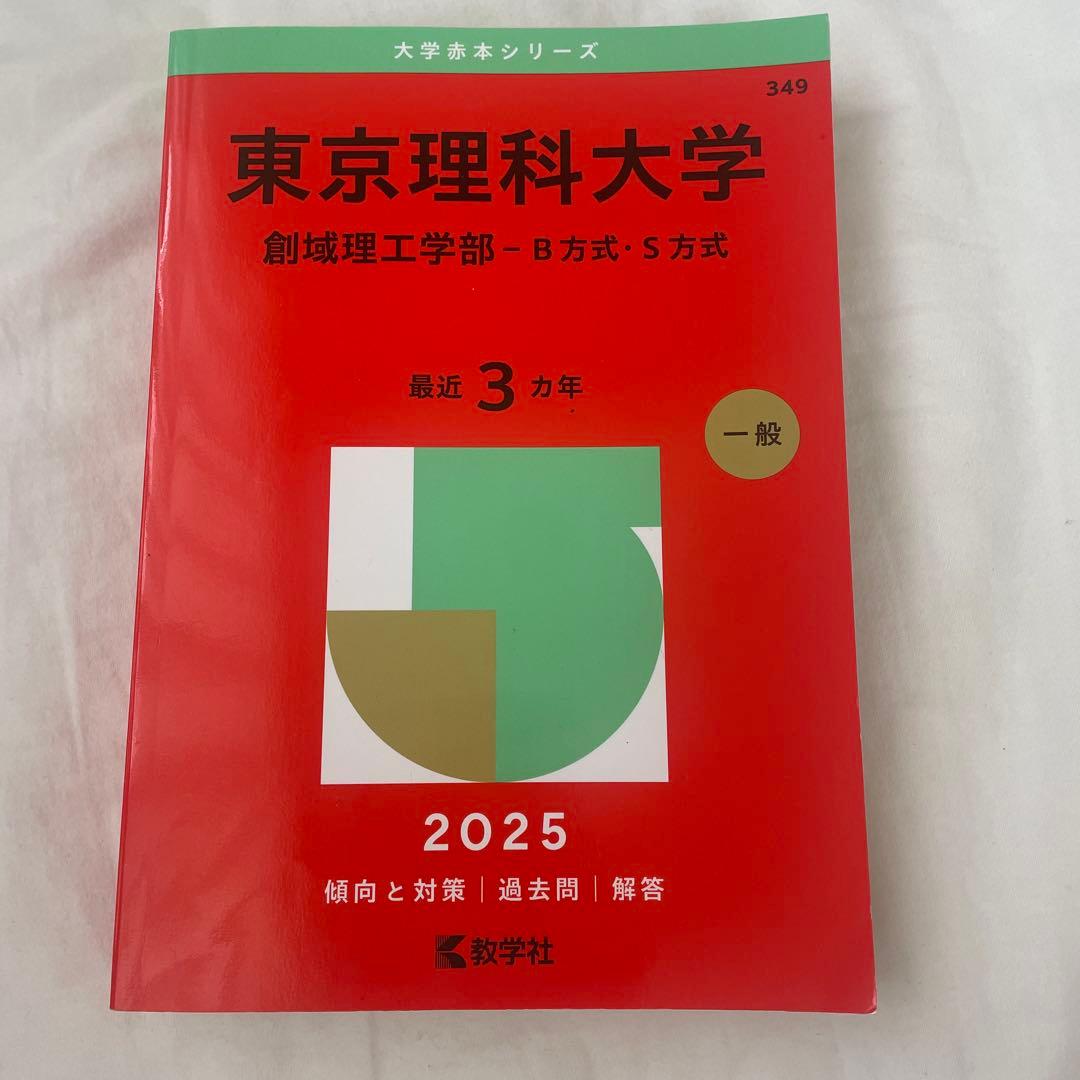 大学赤本シリーズ
349
東京理科大学
創域理工学部－B方式・S方式
最近 3 カ年
一般
2025
傾向と対策｜過去問｜解答
教学社